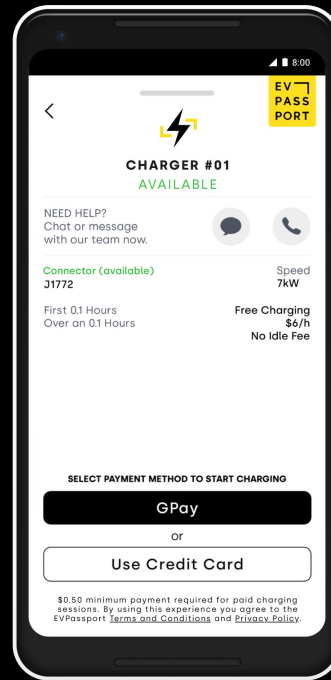 8:00
EV
PASS
PORT
CHARGER #01
AVAILABLE
NEED HELP?
Chat or message
with our team now.
Connector (available)
Speed
J1772
7kW
First 0.1 Hours
Free Charging
Over an 0.1 Hours
$6/h
No Idle Fee
SELECT PAYMENT METHOD TO START CHARGING
GPay
or
Use Credit Card
$0.50 minimum payment required for paid charging
sessions. By using this experience you agree to the
EVPassport Terms and Conditions and Privacy Policy.